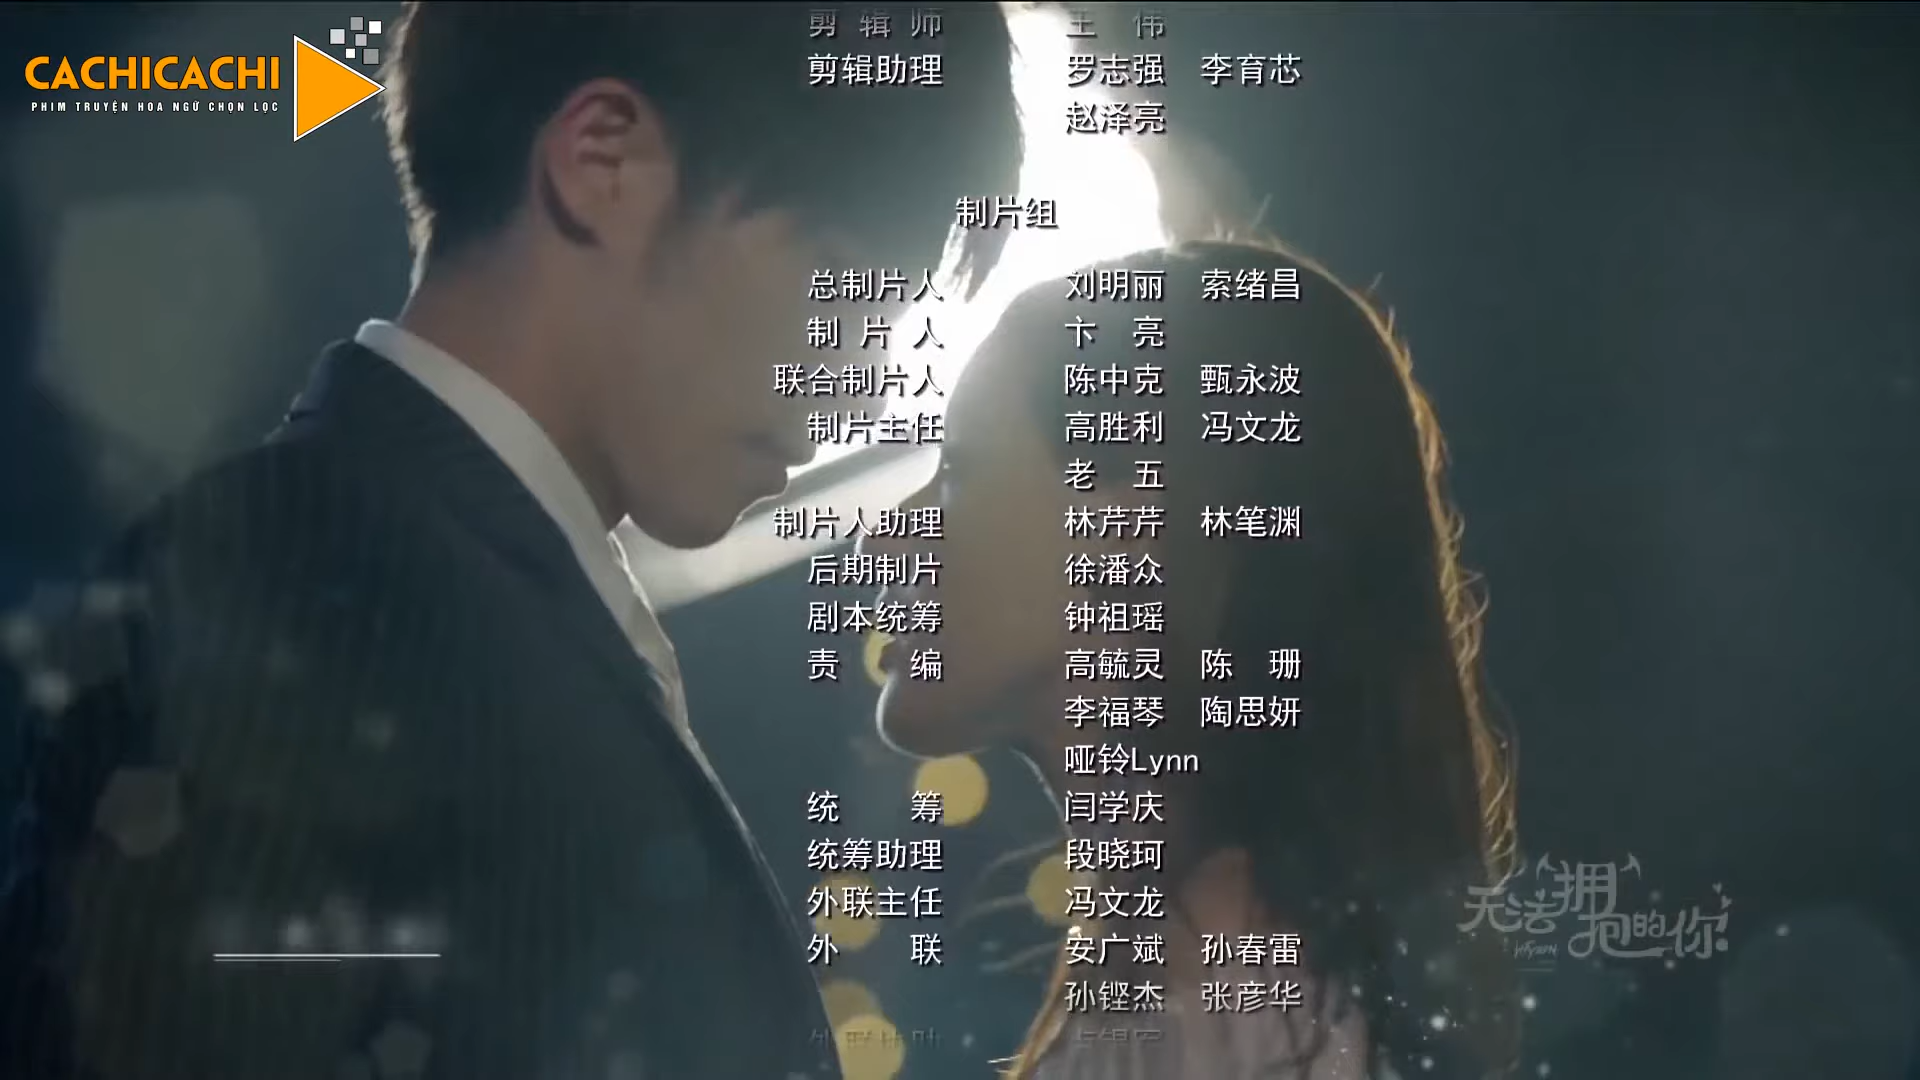 CACHICACHI
PHIM TRUYỆN HOA NGỮ CHỌN LỌC
剪 辑 师 王 伟
剪辑助理 罗志强 李育芯
赵泽亮
制片组
总制片人 刘明丽 索绪昌
制 片 人 卞 亮
联合制片人 陈中克 甄永波
制片主任 高胜利 冯文龙
老 五
制片人助理 林芹芹 林笔渊
后期制片 徐潘众
剧本统筹 钟祖瑶
责 编 高毓灵 陈 珊
李福琴 陶思妍
哑铃Lynn
统 筹 闫学庆
统筹助理 段晓珂
外联主任 冯文龙
外 联 安广斌 孙春雷
孙铿杰 张彦华
无法拥抱的你